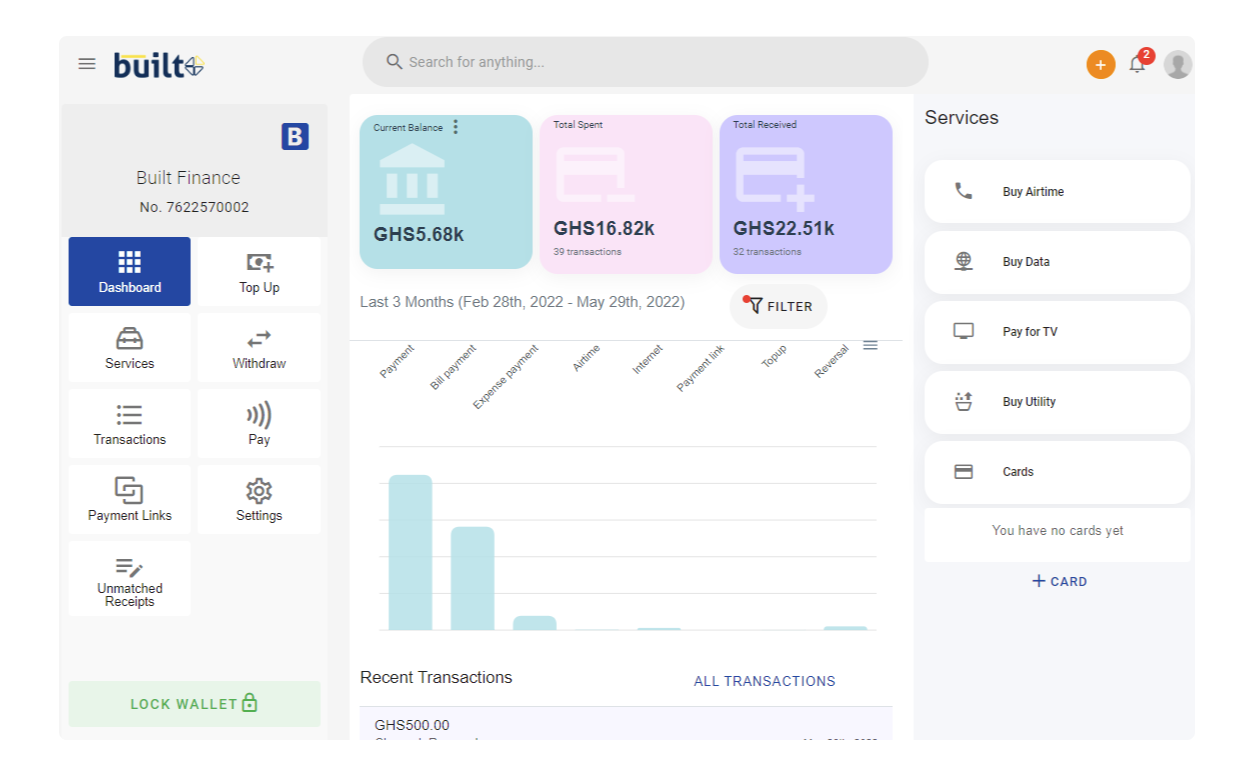 built
Search for anything...
+
2
B
Built Finance
No. 7622570002
Dashboard
Top Up
Services
Withdraw
Transactions
Pay
Payment Links
Settings
Unmatched
Receipts
LOCK WALLET
Current Balance
GHS5.68k
Total Spent
GHS16.82k
39 transactions
Total Received
GHS22.51k
32 transactions
Last 3 Months (Feb 28th, 2022 - May 29th, 2022)
FILTER
Payment
Bill payment
Expense payment
Airtime
Internet
Payment link
Topup
Reversal
Recent Transactions
ALL TRANSACTIONS
GHS500.00
Services
Buy Airtime
Buy Data
Pay for TV
Buy Utility
Cards
You have no cards yet
+ CARD